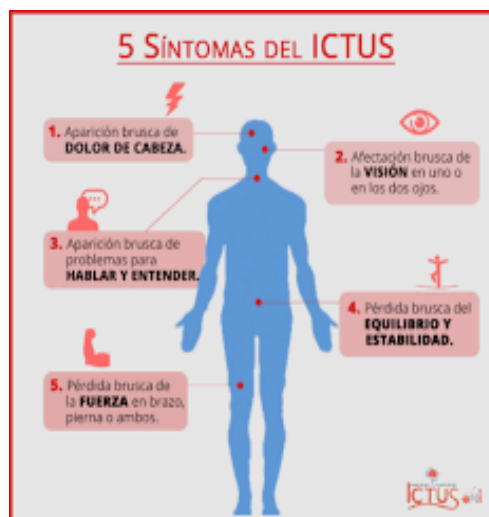 5 SÍNTOMAS DEL ICTUS
1. Aparición brusca de
DOLOR DE CABEZA.
2. Afectación brusca de
la VISIÓN en uno o
en los dos ojos.
3. Aparición brusca de
problemas para
HABLAR Y ENTENDER.
4. Pérdida brusca del
EQUILIBRIO Y
ESTABILIDAD.
5. Pérdida brusca de
la FUERZA en brazo,
pierna o ambos.
ICTUS